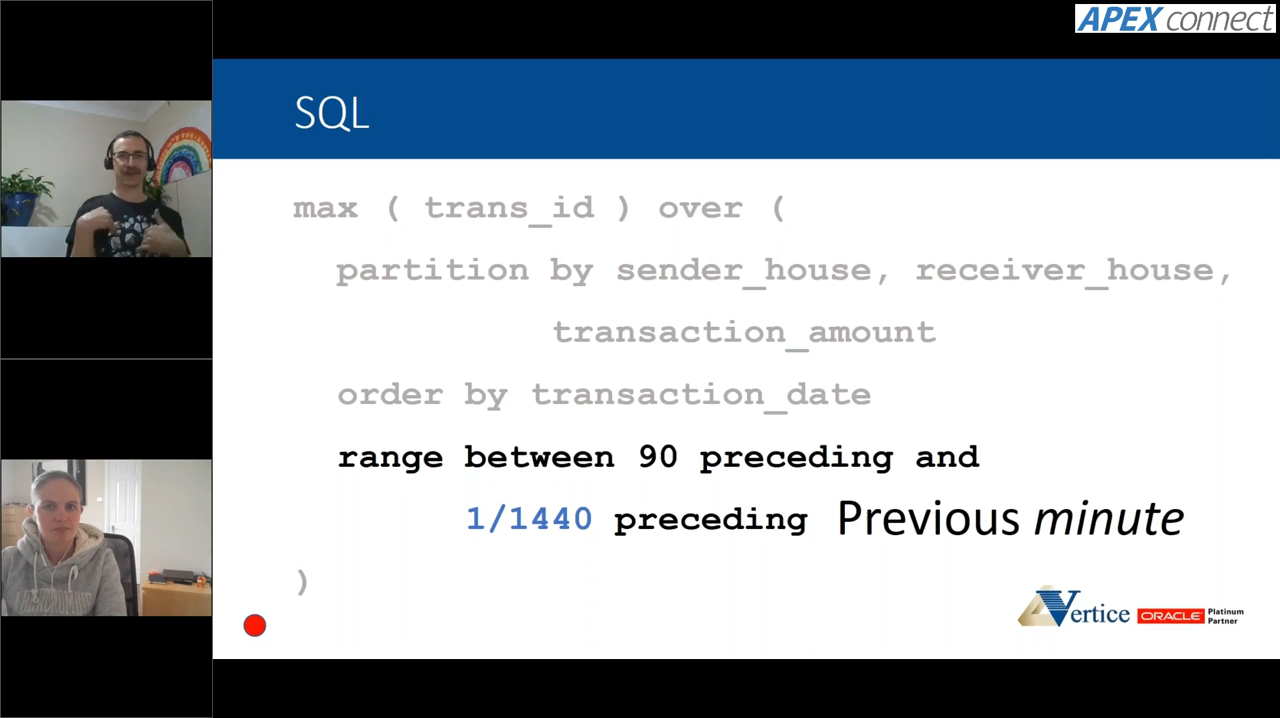 APEX connect
SQL
max ( trans_id ) over (
partition by sender_house, receiver_house,
transaction_amount
order by transaction_date
range between 90 preceding and
1/1440 preceding Previous minute
)
Vertice ORACLE Platinum
Partner